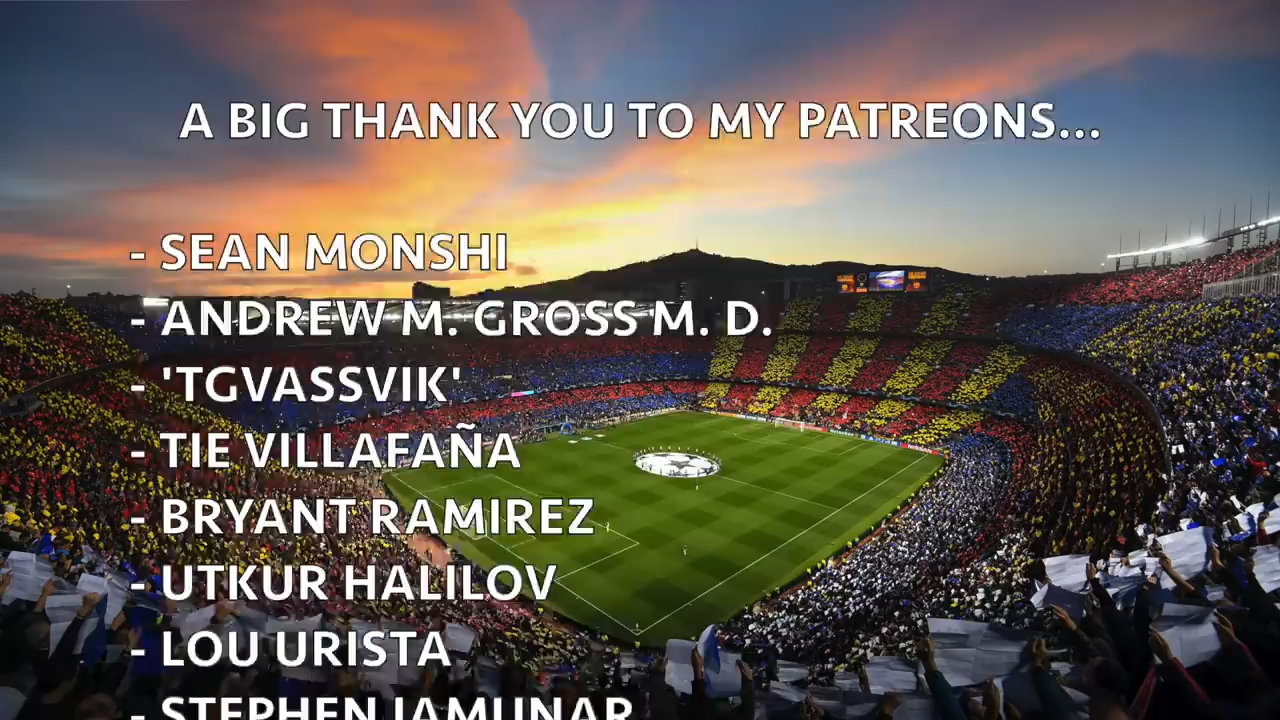 A BIG THANK YOU TO MY PATREONS...
- SEAN MONSHI
- ANDREW M. GROSS M. D.
- 'TGVASSVIK'
- TIE VILLAFAÑA
- BRYANT RAMIREZ
- UTKUR HALILOV
- LOU URISTA
- STEPHEN JAMUNAR